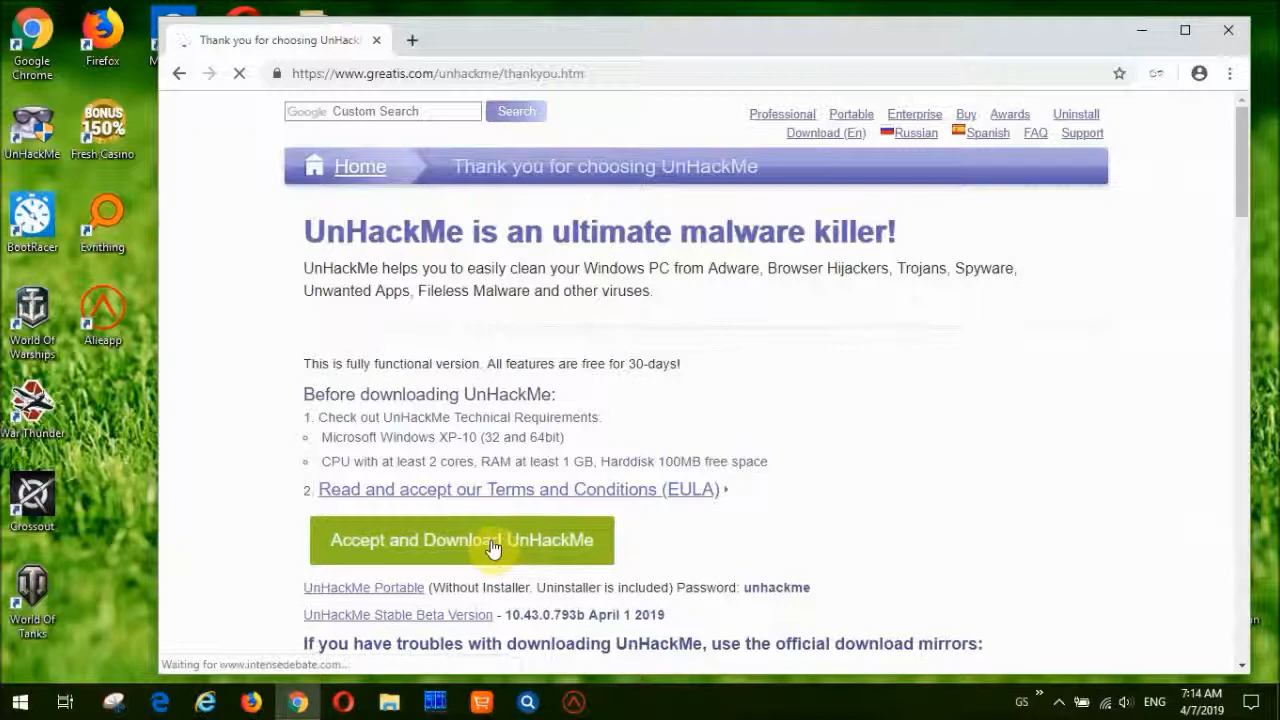 Thank you for choosing UnHack
https://www.greatis.com/unhackme/thankyou.htm
Google Custom Search
Search
Professional Portable Enterprise Buy Awards Uninstall
Download (En) Russian Spanish FAQ Support
Home
Thank you for choosing UnHackMe
UnHackMe is an ultimate malware killer!
UnHackMe helps you to easily clean your Windows PC from Adware, Browser Hijackers, Trojans, Spyware,
Unwanted Apps, Fileless Malware and other viruses.
This is fully functional version. All features are free for 30-days!
Before downloading UnHackMe:
1. Check out UnHackMe Technical Requirements:
Microsoft Windows XP-10 (32 and 64bit)
CPU with at least 2 cores, RAM at least 1 GB, Harddisk 100MB free space
2. Read and accept our Terms and Conditions (EULA)
Accept and Download UnHackMe
UnHackMe Portable (Without Installer. Uninstaller is included) Password: unhackme
UnHackMe Stable Beta Version - 10.43.0.793b April 1 2019
If you have troubles with downloading UnHackMe, use the official download mirrors:
Waiting for www.intensedebate.com...
Google
Chrome
Firefox
UnHackMe
BONUS
150%
Fresh Casino
BootRacer
Evrithing
World Of
Warships
Alieapp
War Thunder
Crossout
World Of
Tanks
GS
ENG
7:14 AM
4/7/2019